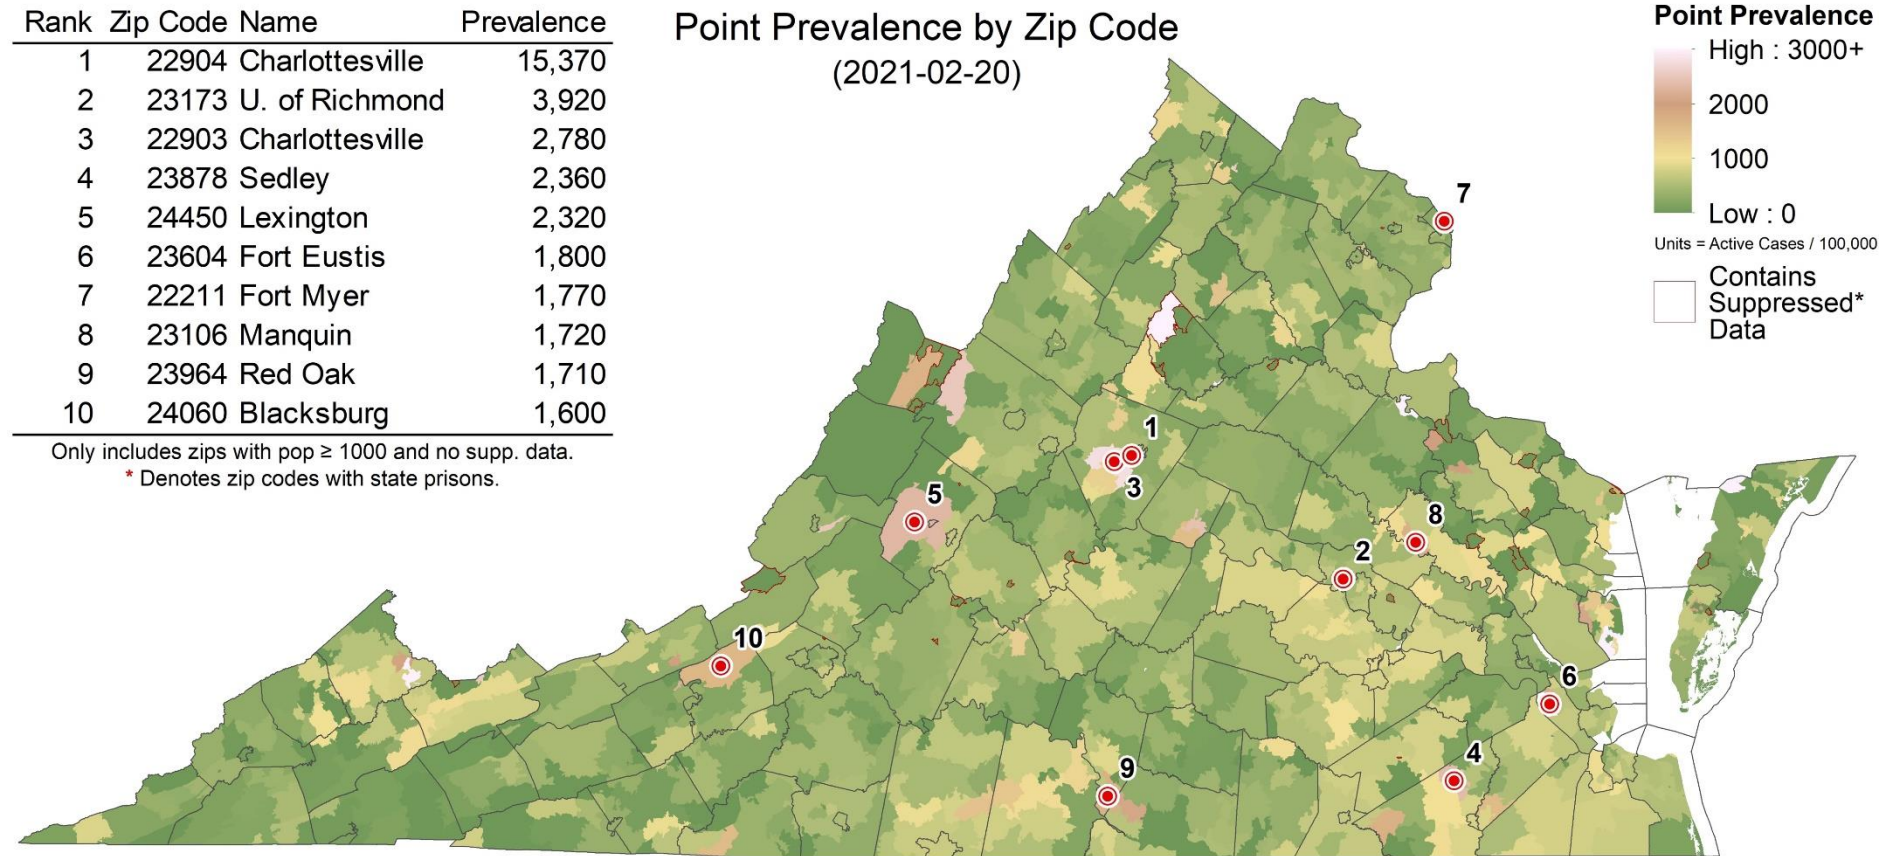 Rank Zip Code Name Prevalence
1 22904 Charlottesville 15,370
2 23173 U. of Richmond 3,920
3 22903 Charlottesville 2,780
4 23878 Sedley 2,360
5 24450 Lexington 2,320
6 23604 Fort Eustis 1,800
7 22211 Fort Myer 1,770
8 23106 Manquin 1,720
9 23964 Red Oak 1,710
10 24060 Blacksburg 1,600
Only includes zips with pop ≥ 1000 and no supp. data.
* Denotes zip codes with state prisons.
Point Prevalence by Zip Code
(2021-02-20)
Point Prevalence
High : 3000+
2000
1000
Low : 0
Units = Active Cases / 100,000
Contains
Suppressed*
Data
7
1
3
5
8
2
10
6
4
9